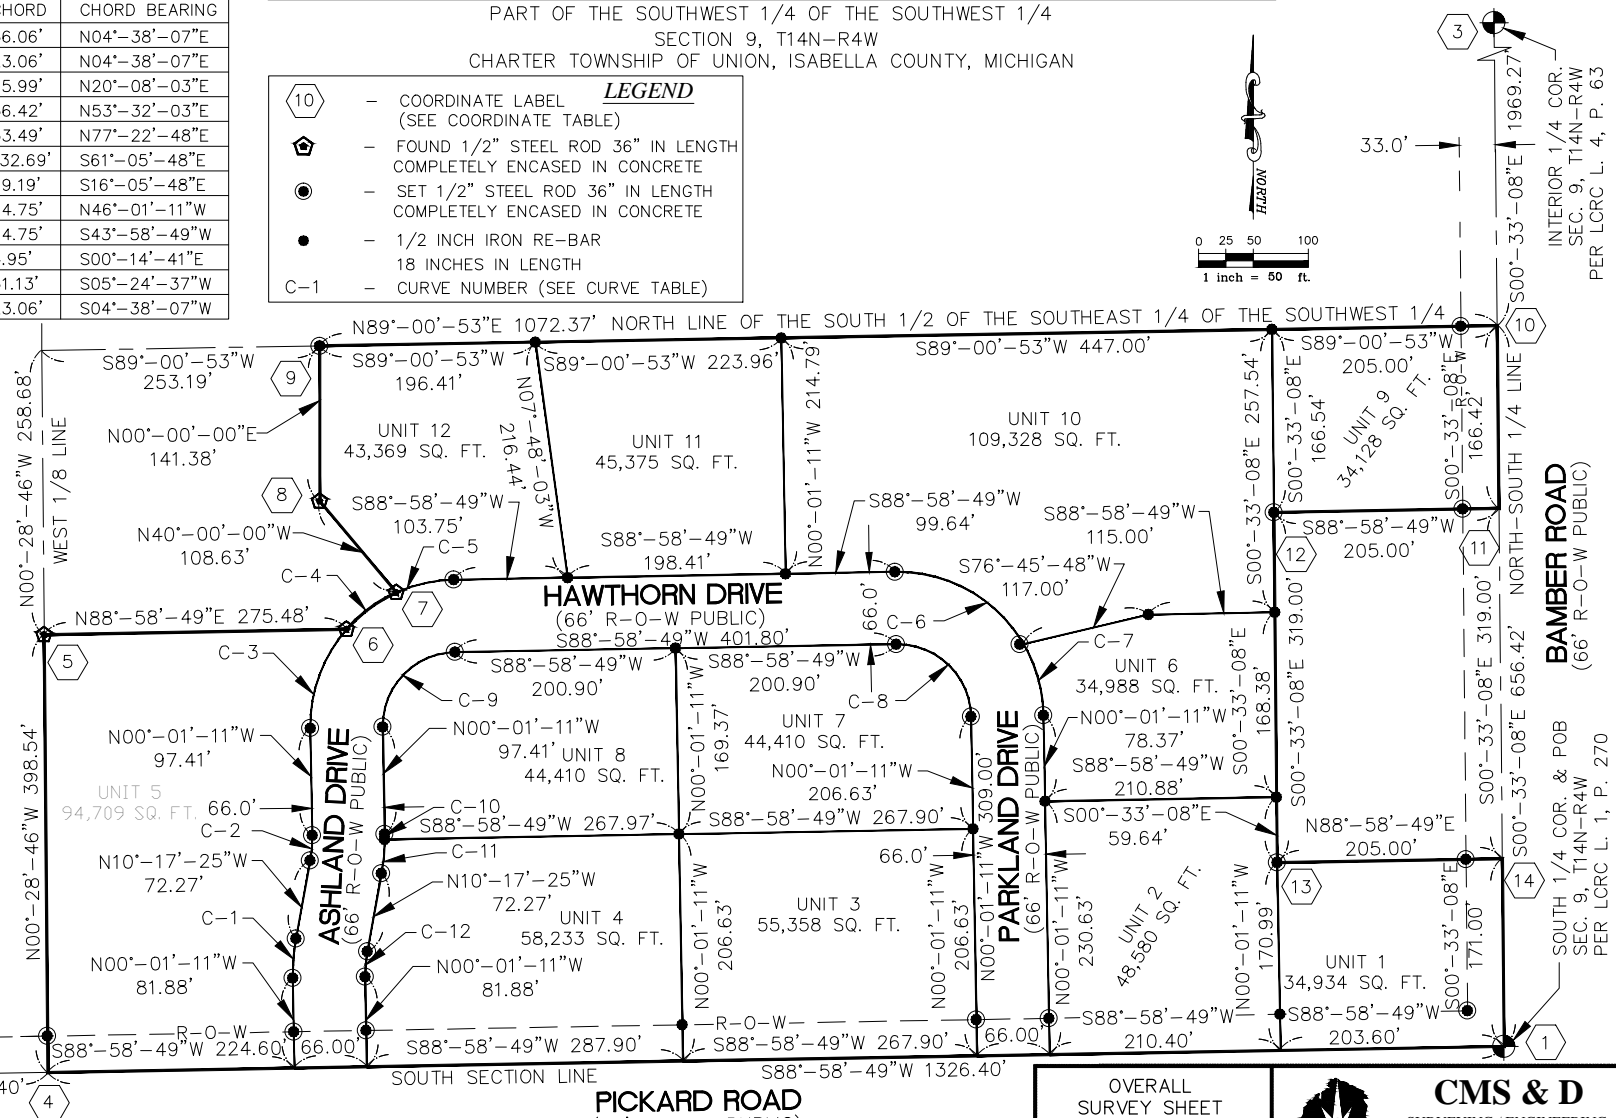 CHORD CHORD BEARING
6.06' N04°-38'-07"E
3.06' N04°-38'-07"E
5.99' N20°-08'-03"E
6.42' N53°-32'-03"E
3.49' N77°-22'-48"E
32.69' S61°-05'-48"E
9.19' S16°-05'-48"E
4.75' N46°-01'-11"W
4.75' S43°-58'-49"W
.95' S00°-14'-41"E
1.13' S05°-24'-37"W
3.06' S04°-38'-07"W
PART OF THE SOUTHWEST 1/4 OF THE SOUTHWEST 1/4
SECTION 9, T14N-R4W
CHARTER TOWNSHIP OF UNION, ISABELLA COUNTY, MICHIGAN
LEGEND
10 - COORDINATE LABEL
(SEE COORDINATE TABLE)
- FOUND 1/2" STEEL ROD 36" IN LENGTH
COMPLETELY ENCASED IN CONCRETE
- SET 1/2" STEEL ROD 36" IN LENGTH
COMPLETELY ENCASED IN CONCRETE
- 1/2 INCH IRON RE-BAR
18 INCHES IN LENGTH
C-1 - CURVE NUMBER (SEE CURVE TABLE)
NORTH
0 25 50 100
1 inch = 50 ft.
3
33.0'
S00°-33'-08"E 1969.27'
INTERIOR 1/4 COR.
SEC. 9, T14N-R4W
PER LCRC L. 4, P. 63
N89°-00'-53"E 1072.37' NORTH LINE OF THE SOUTH 1/2 OF THE SOUTHEAST 1/4 OF THE SOUTHWEST 1/4
10
S89°-00'-53"W
253.19'
9
S89°-00'-53"W
196.41'
S89°-00'-53"W 223.96'
S89°-00'-53"W 447.00'
S89°-00'-53"W
205.00'
N00°-28'-46"W 258.68'
WEST 1/8 LINE
N00°-00'-00"E
141.38'
UNIT 12
43,369 SQ. FT.
N07°-48'-03"W
216.44'
UNIT 11
45,375 SQ. FT.
N00°-01'-11"W 214.79'
UNIT 10
109,328 SQ. FT.
S00°-33'-08"E 257.54'
S00°-33'-08"E
166.54'
UNIT 9
34,128 SQ. FT.
R-O-W
S00°-33'-08"E
166.42'
NORTH-SOUTH 1/4 LINE
8
N40°-00'-00"W
108.63'
C-5
C-4
S88°-58'-49"W
103.75'
S88°-58'-49"W
198.41'
S88°-58'-49"W
99.64'
S88°-58'-49"W
115.00'
S76°-45'-48"W
117.00'
S88°-58'-49"W
205.00'
12
11
BAMBER ROAD
(66' R-O-W PUBLIC)
7
HAWTHORN DRIVE
(66' R-O-W PUBLIC)
66.0'
C-6
C-7
N88°-58'-49"E 275.48'
5
6
C-3
S88°-58'-49"W 401.80'
S88°-58'-49"W
200.90'
S88°-58'-49"W
200.90'
C-9
C-8
UNIT 6
34,988 SQ. FT.
S00°-33'-08"E
168.38'
S00°-33'-08"E 319.00'
S00°-33'-08"E 319.00'
S00°-33'-08"E 656.42'
N00°-28'-46"W 398.54'
N00°-01'-11"W
97.41'
N00°-01'-11"W
97.41'
UNIT 8
44,410 SQ. FT.
N00°-01'-11"W
169.37'
UNIT 7
44,410 SQ. FT.
N00°-01'-11"W
206.63'
N00°-01'-11"W 309.00'
N00°-01'-11"W
78.37'
S88°-58'-49"W
210.88'
S00°-33'-08"E
59.64'
UNIT 5
94,709 SQ. FT.
66.0'
C-2
ASHLAND DRIVE
(66' R-O-W PUBLIC)
C-10
S88°-58'-49"W 267.97'
S88°-58'-49"W 267.90'
PARKLAND DRIVE
(66' R-O-W PUBLIC)
N88°-58'-49"E
205.00'
13
14
N10°-17'-25"W
72.27'
C-11
N10°-17'-25"W
72.27'
66.0'
C-1
UNIT 4
58,233 SQ. FT.
C-12
N00°-01'-11"W
206.63'
UNIT 3
55,358 SQ. FT.
N00°-01'-11"W
206.63'
N00°-01'-11"W
230.63'
UNIT 2
48,580 SQ. FT.
N00°-01'-11"W
170.99'
UNIT 1
34,934 SQ. FT.
S00°-33'-08"E
171.00'
SOUTH 1/4 COR. & POB
SEC. 9, T14N-R4W
PER LCRC L. 1, P. 270
N00°-01'-11"W
81.88'
N00°-01'-11"W
81.88'
R-O-W
R-O-W
S88°-58'-49"W 224.60'
66.00'
S88°-58'-49"W 287.90'
S88°-58'-49"W 267.90'
66.00'
S88°-58'-49"W
210.40'
S88°-58'-49"W
203.60'
1
40'
4
SOUTH SECTION LINE
S88°-58'-49"W 1326.40'
PICKARD ROAD
OVERALL
SURVEY SHEET
CMS & D